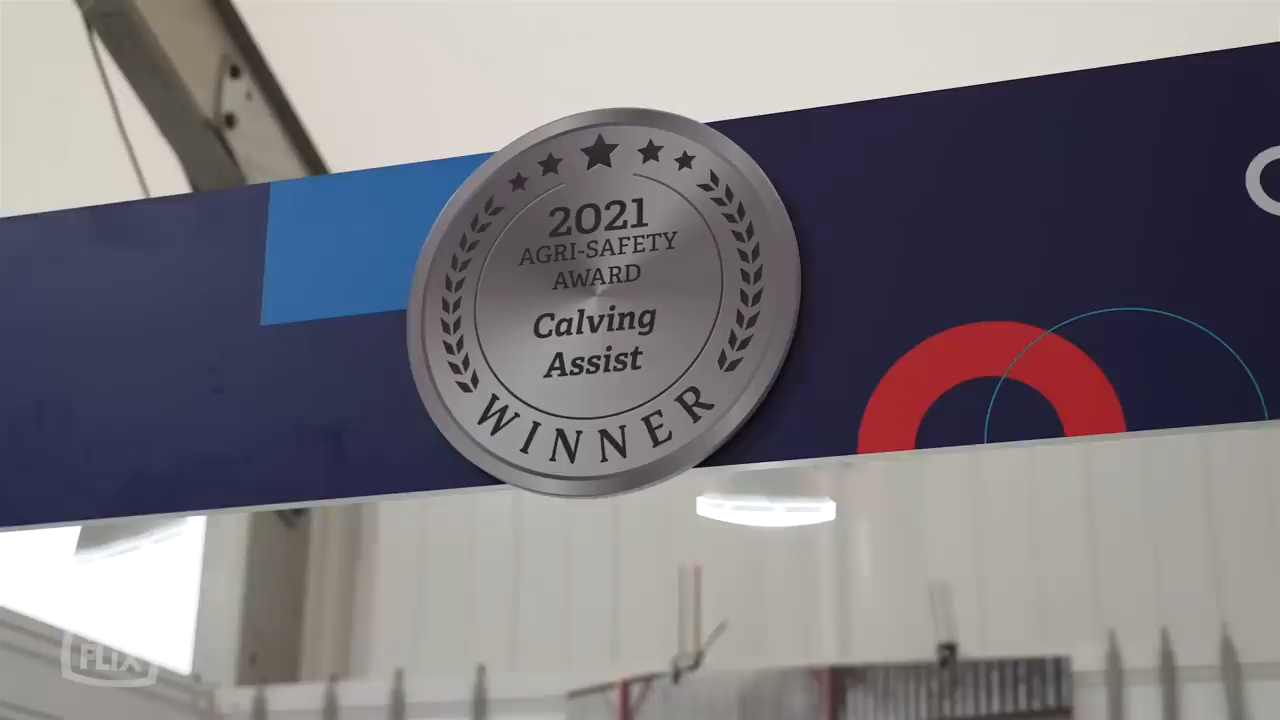 2021
AGRI-SAFETY
AWARD
Calving
Assist
WINNER
FLiX